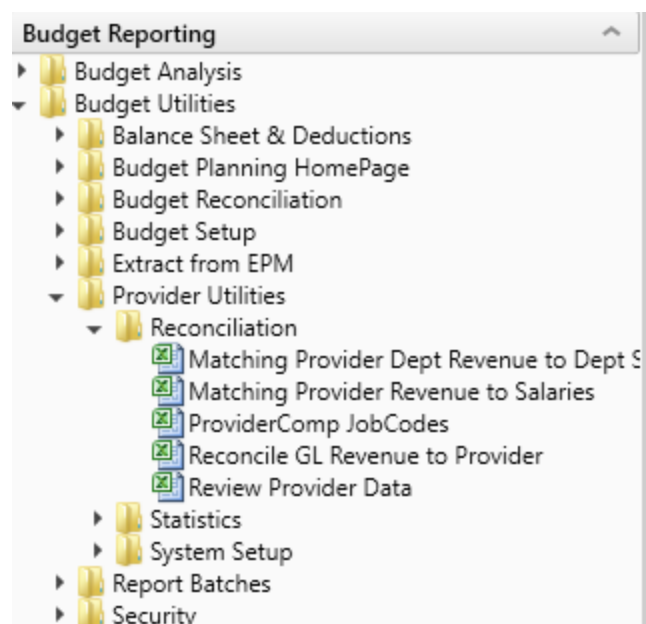 Budget Reporting
Budget Analysis
Budget Utilities
Balance Sheet & Deductions
Budget Planning HomePage
Budget Reconciliation
Budget Setup
Extract from EPM
Provider Utilities
Reconciliation
Matching Provider Dept Revenue to Dept S
Matching Provider Revenue to Salaries
ProviderComp JobCodes
Reconcile GL Revenue to Provider
Review Provider Data
Statistics
System Setup
Report Batches
Security